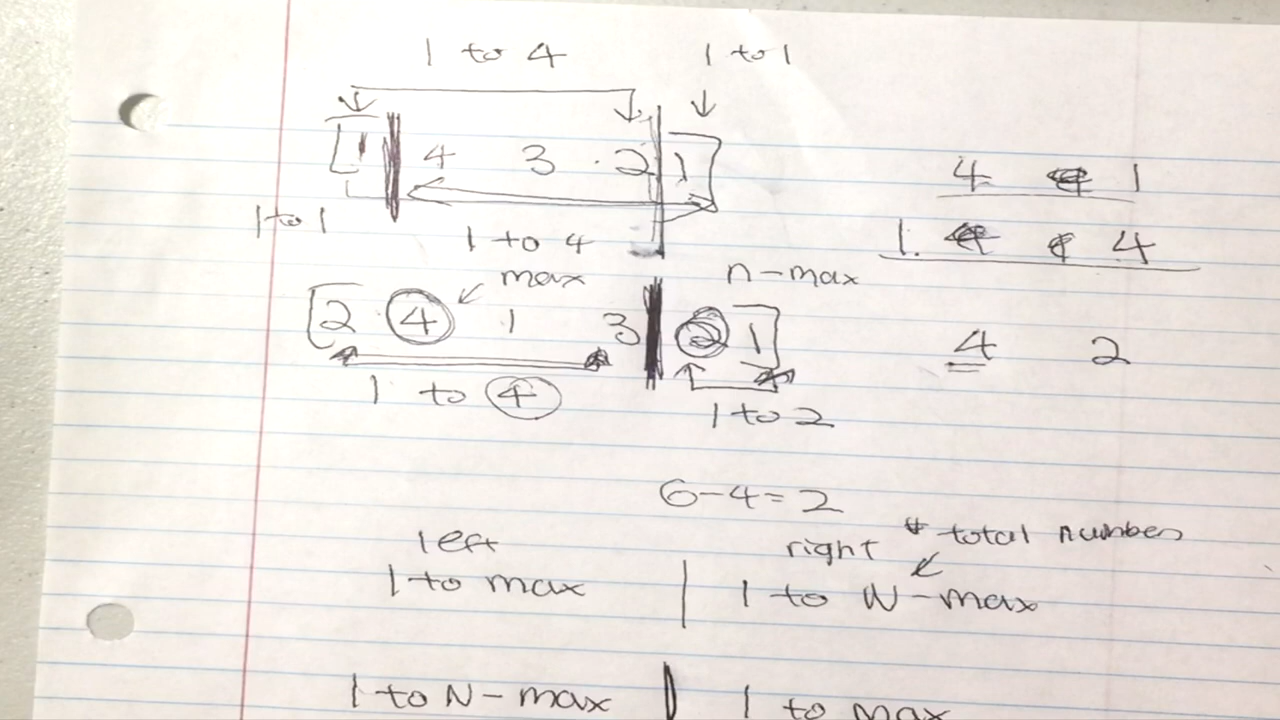 1 to 4 1 to 1
1 4 3 2 1
4 1
1 to 1
1 to 4
1. 4
max n-max
2 4 1 3 2 1
4 2
1 to 4
1 to 2
6-4=2
left right # total numbers
1 to max 1 to N-max
1 to N-max 1 to max